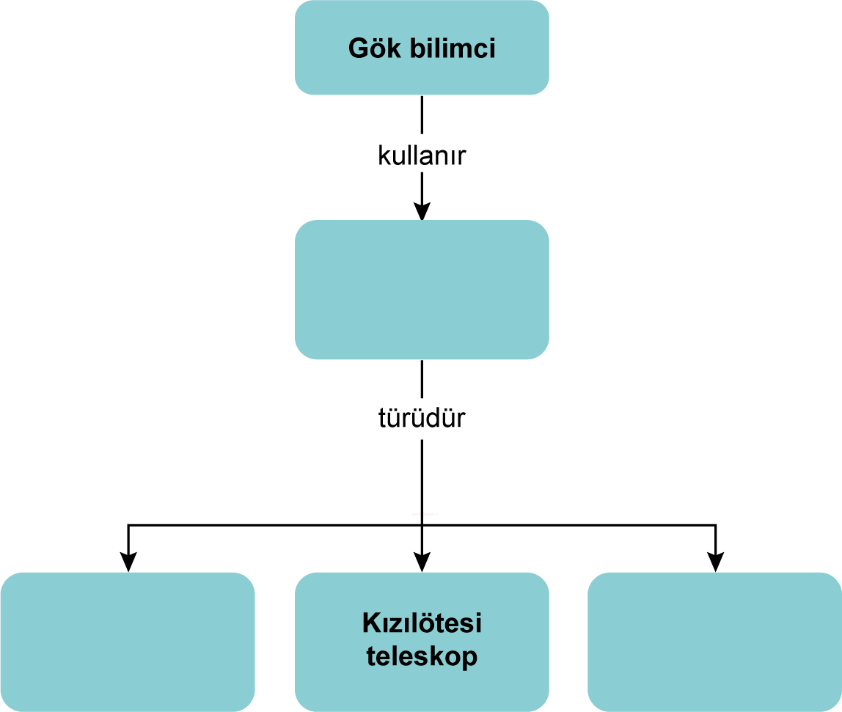 Gök bilimci
kullanır
türüdür
Kızılötesi
teleskop